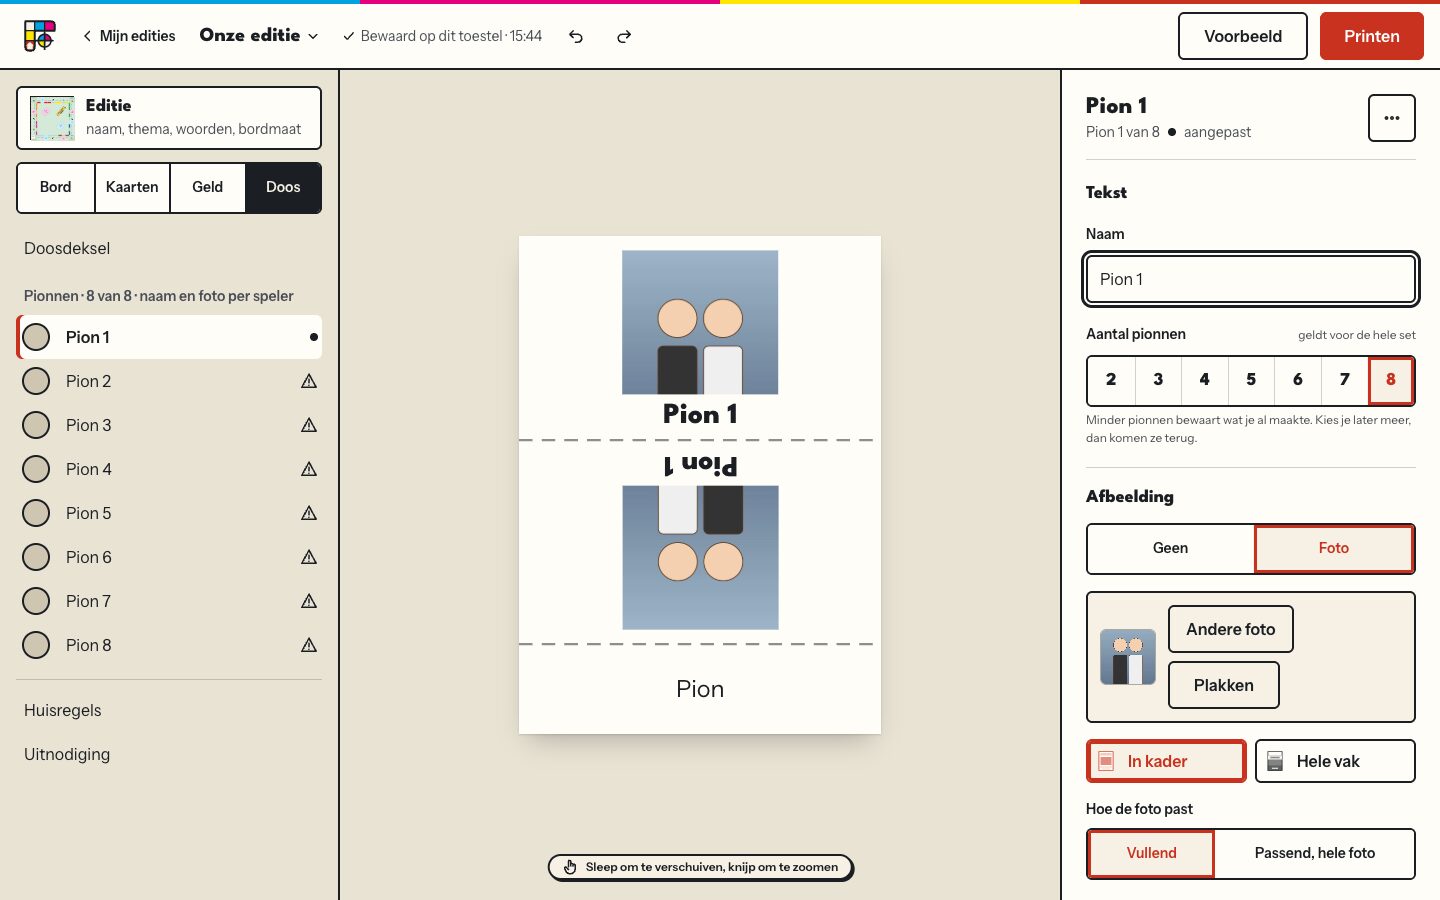 Mijn edities
Onze editie
Bewaard op dit toestel · 15:44
Voorbeeld
Printen
Editie
naam, thema, woorden, bordmaat
Bord
Kaarten
Geld
Doos
Doosdeksel
Pionnen · 8 van 8 · naam en foto per speler
Pion 1
Pion 2
Pion 3
Pion 4
Pion 5
Pion 6
Pion 7
Pion 8
Huisregels
Uitnodiging
Pion 1
Pion 1
Pion
Sleep om te verschuiven, knijp om te zoomen
Pion 1
Pion 1 van 8 ● aangepast
Tekst
Naam
Pion 1
Aantal pionnen
geldt voor de hele set
2 3 4 5 6 7 8
Minder pionnen bewaart wat je al maakte. Kies je later meer,
dan komen ze terug.
Afbeelding
Geen
Foto
Andere foto
Plakken
In kader
Hele vak
Hoe de foto past
Vullend
Passend, hele foto